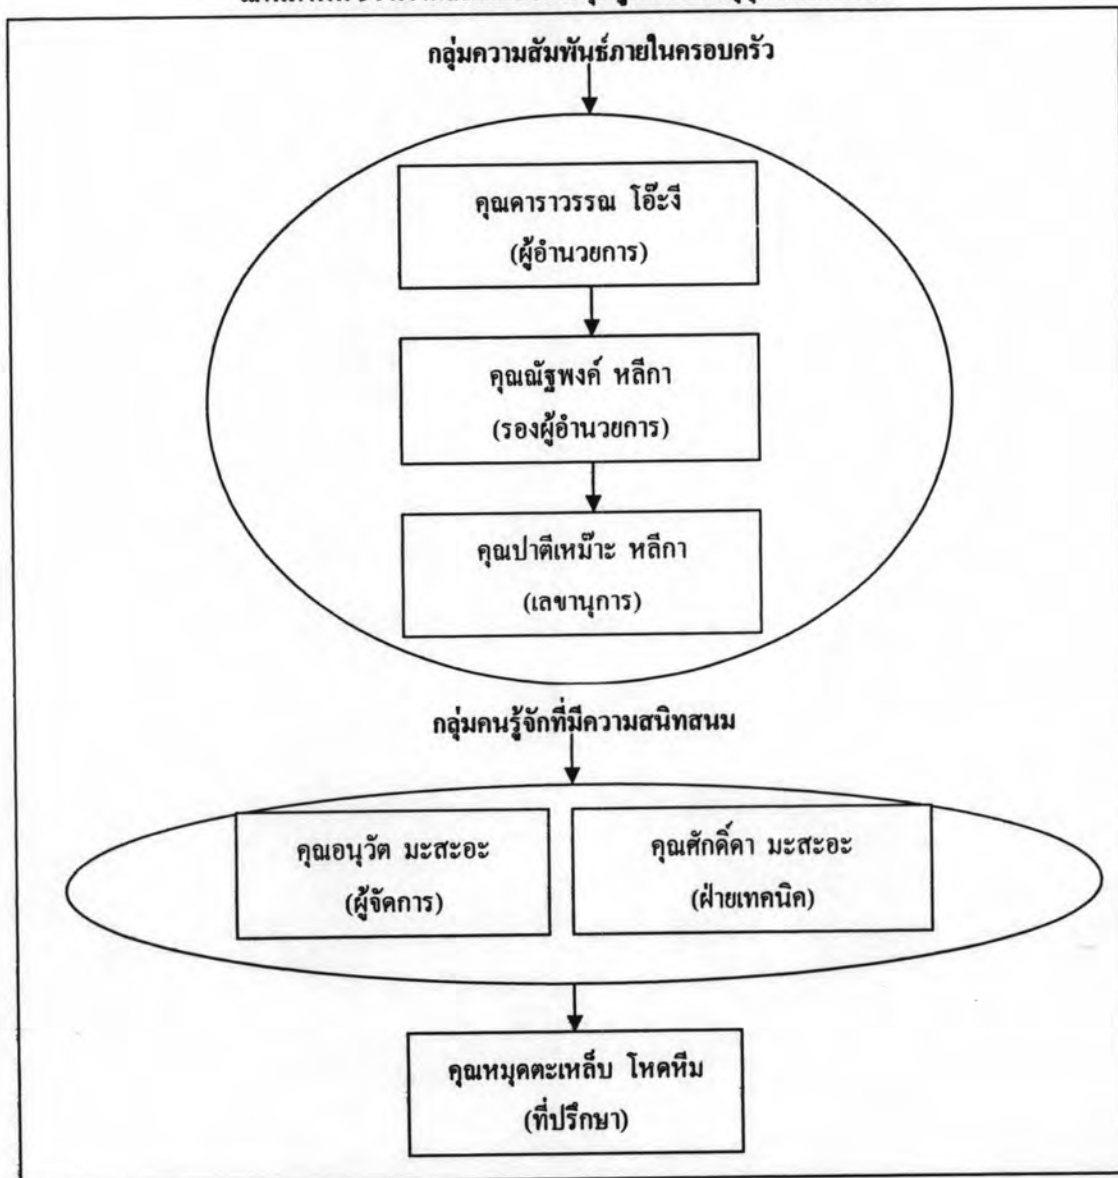 กลุ่มความสัมพันธ์ภายในครอบครัว
คุณดาราวรรณ โอ๊ะงี
(ผู้อำนวยการ)
คุณณัฐพงค์ หลีกา
(รองผู้อำนวยการ)
คุณปาตีเหม๊าะ หลีกา
(เลขานุการ)
กลุ่มคนรู้จักที่มีความสนิทสนม
คุณอนุวัต มะสะอะ
(ผู้จัดการ)
คุณศักดิ์ดา มะสะอะ
(ฝ่ายเทคนิค)
คุณหมุดตะเหล็บ โหดหีม
(ที่ปรึกษา)